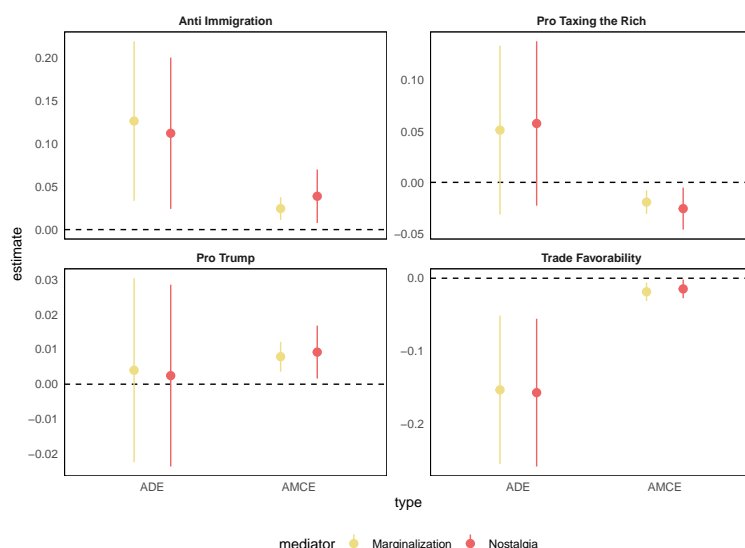 Anti Immigration
Pro Taxing the Rich
0.20
0.15
0.10
0.05
0.00
0.10
0.05
0.00
−0.05
estimate
Pro Trump
Trade Favorability
0.03
0.02
0.01
0.00
−0.01
−0.02
0.0
−0.1
−0.2
ADE
AMCE
ADE
AMCE
type
mediator
Marginalization
Nostalgia